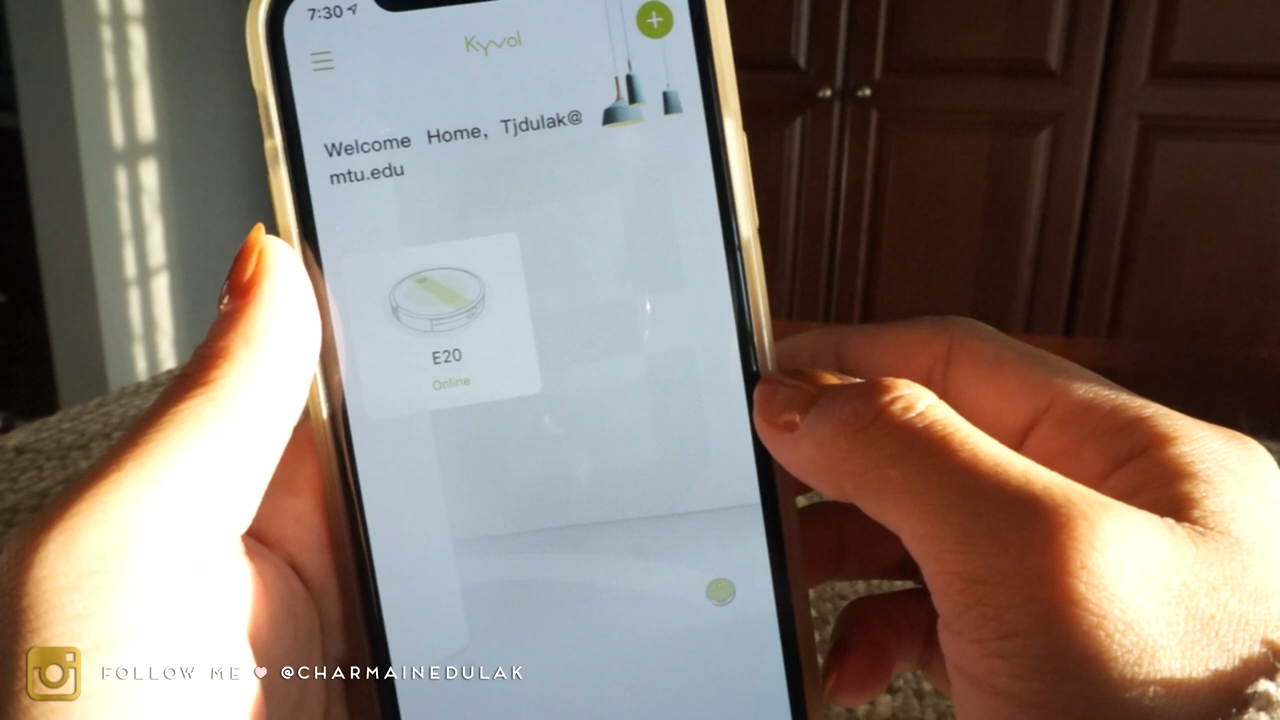 7:30
Kyvol
Welcome Home, Tjdulak@
mtu.edu
E20
Online
FOLLOW ME @CHARMAINEDULAK